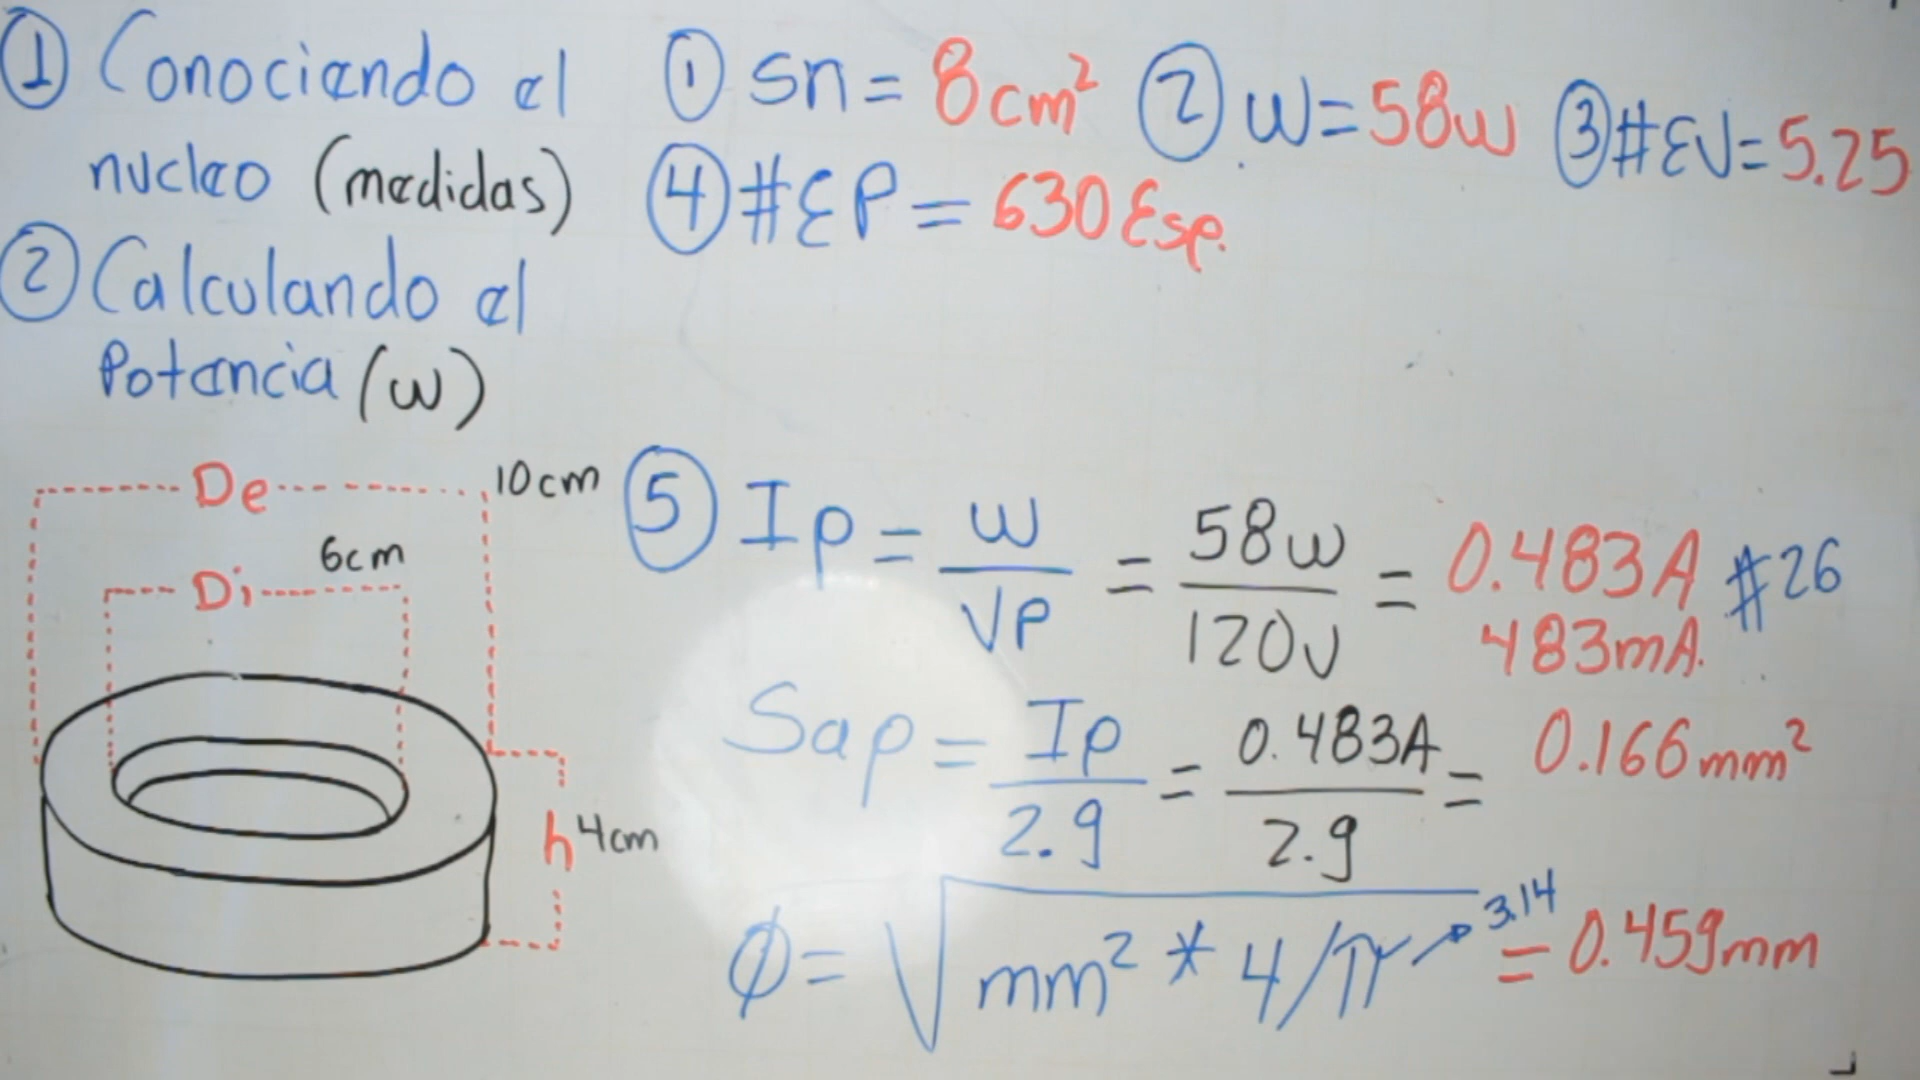 ① Conociendo el
nucleo (medidas)
② Calculando el
Potencia (w)
① Sn = 8cm² ② w = 58w ③ #EV = 5.25
④ #EP = 630 Esp.
De 10cm
Di 6cm
h 4cm
⑤ Ip = w / Vp = 58w / 120v = 0.483A #26
483mA.
Sap = Ip / 2.9 = 0.483A / 2.9 = 0.166mm²
Ø = √mm² * 4/π → 3.14 = 0.459mm